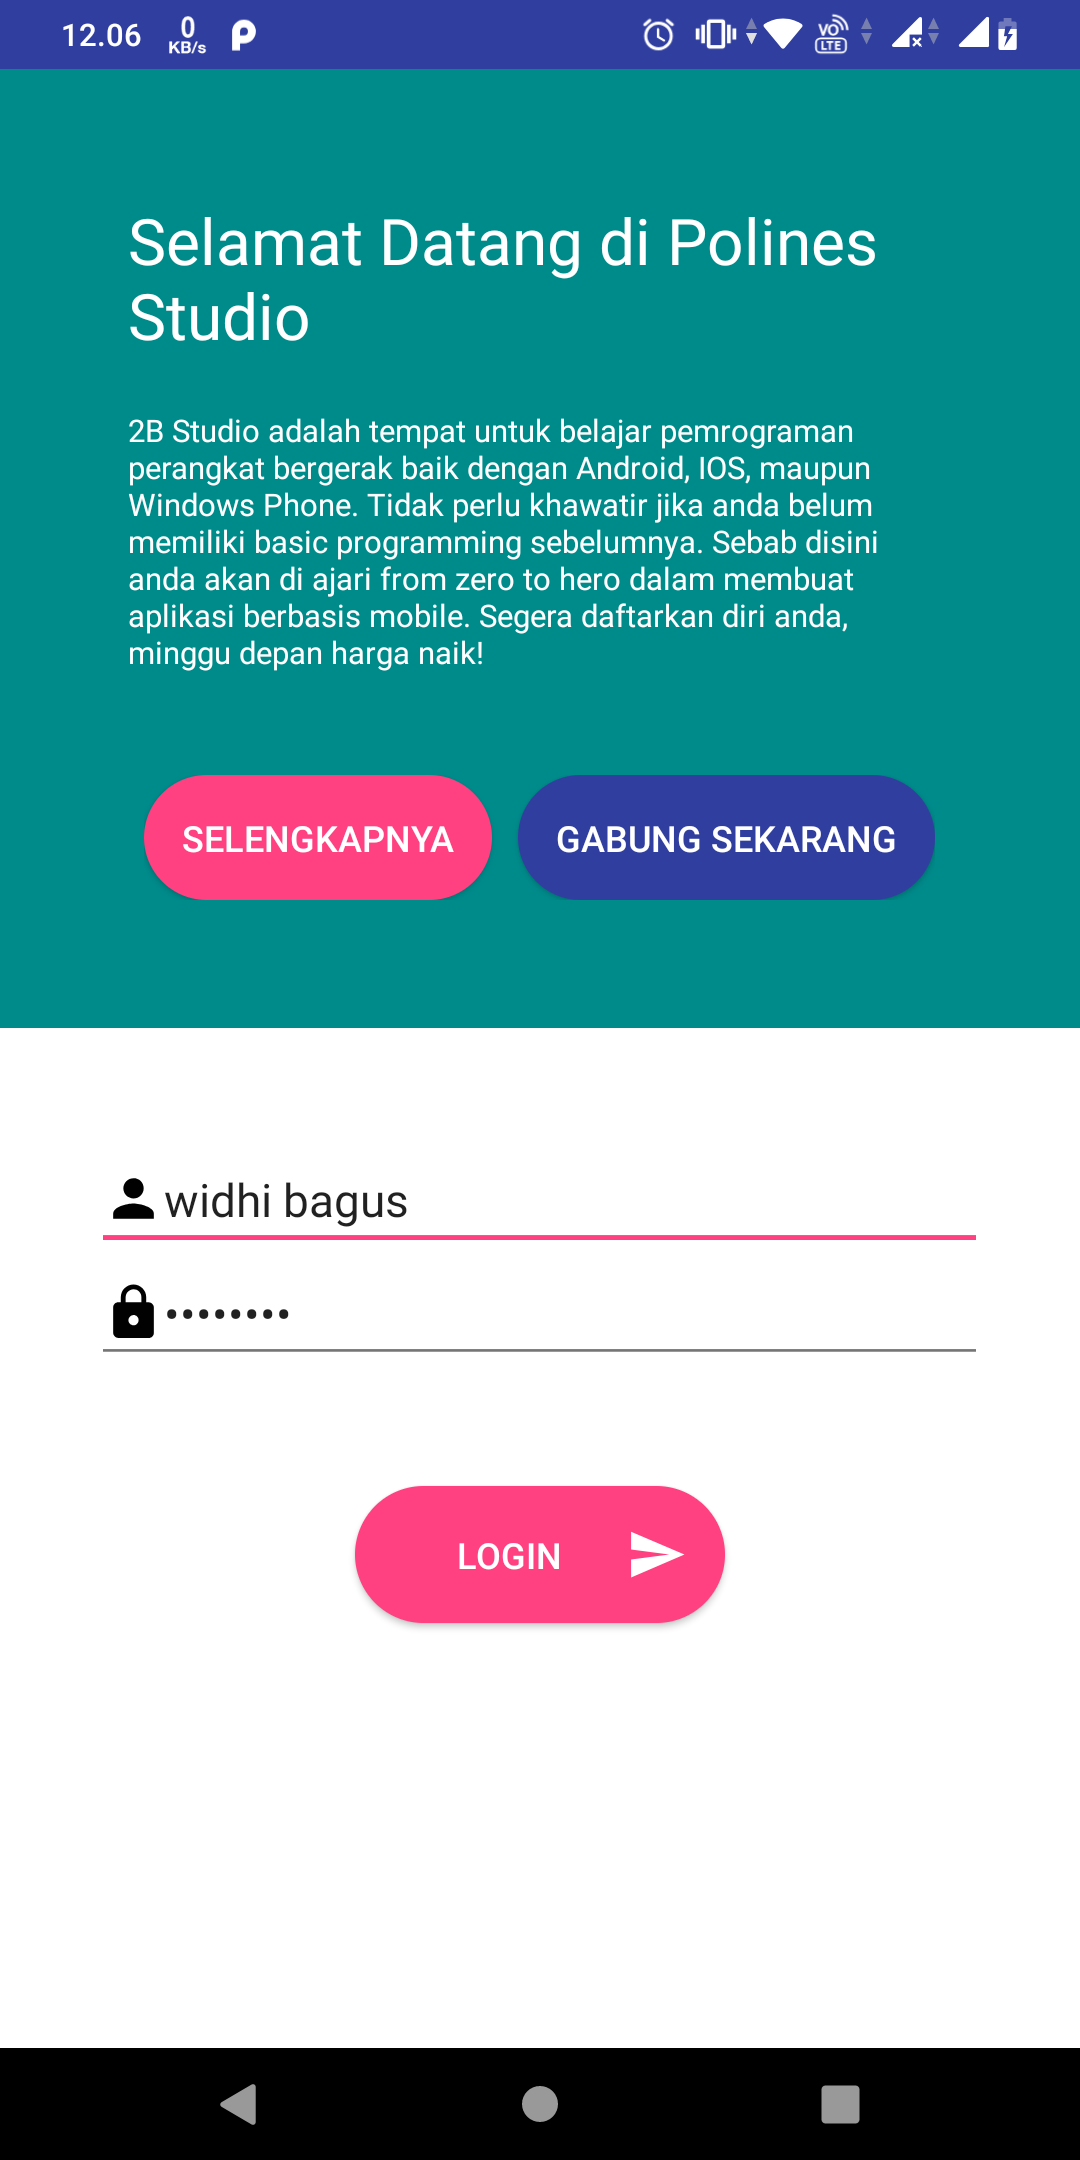 12.06
0
KB/s
VO
LTE
Selamat Datang di Polines
Studio
2B Studio adalah tempat untuk belajar pemrograman
perangkat bergerak baik dengan Android, IOS, maupun
Windows Phone. Tidak perlu khawatir jika anda belum
memiliki basic programming sebelumnya. Sebab disini
anda akan di ajari from zero to hero dalam membuat
aplikasi berbasis mobile. Segera daftarkan diri anda,
minggu depan harga naik!
SELENGKAPNYA
GABUNG SEKARANG
widhi bagus
••••••••
LOGIN